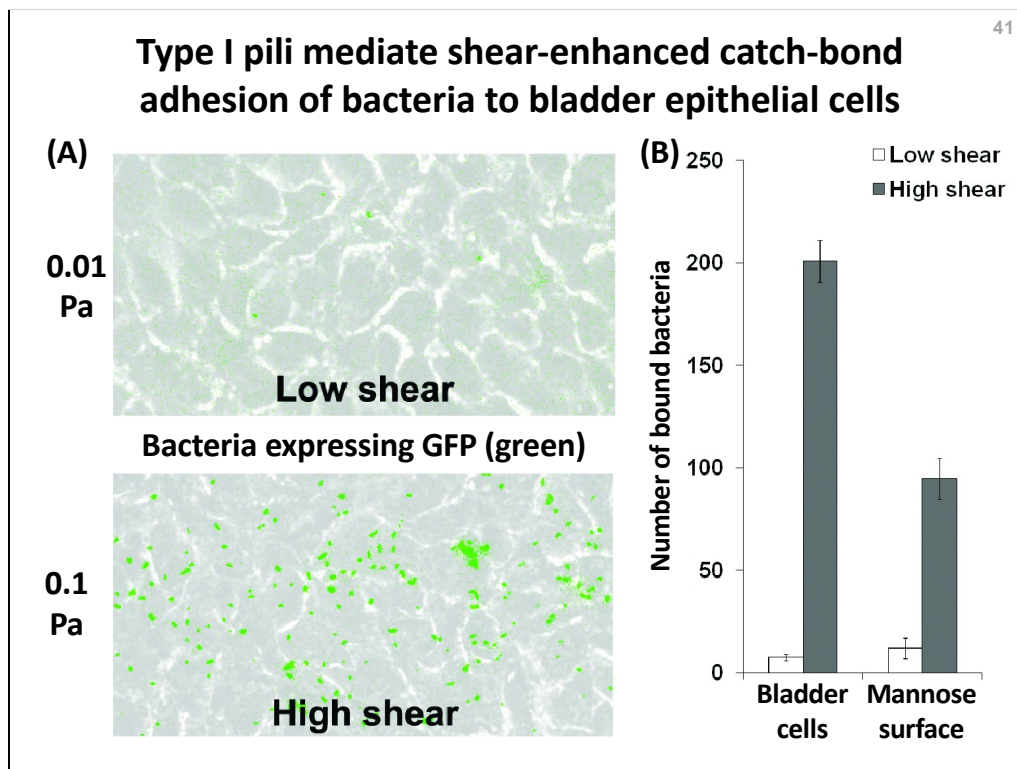 41
Type I pili mediate shear-enhanced catch-bond
adhesion of bacteria to bladder epithelial cells
(A)
0.01
Pa
Low shear
Bacteria expressing GFP (green)
0.1
Pa
High shear
(B)
Low shear
High shear
Number of bound bacteria
250
200
150
100
50
0
Bladder
cells
Mannose
surface